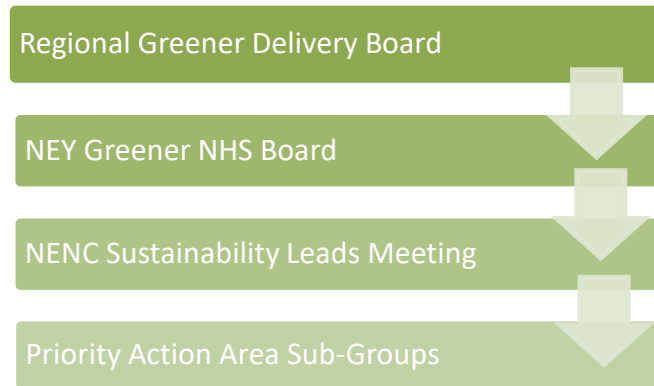 Regional Greener Delivery Board
NEY Greener NHS Board
NENC Sustainability Leads Meeting
Priority Action Area Sub-Groups